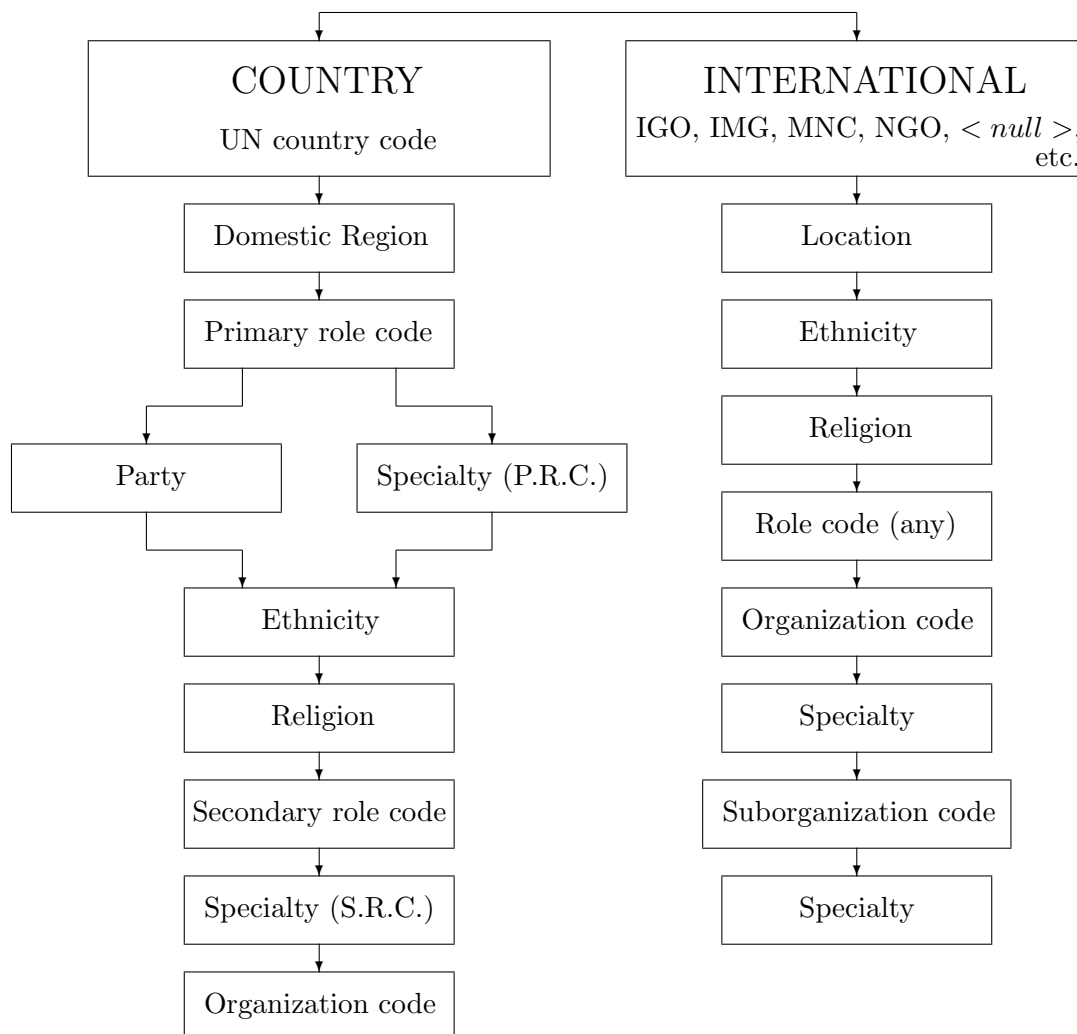 COUNTRY
UN country code
Domestic Region
Primary role code
Party
Specialty (P.R.C.)
Ethnicity
Religion
Secondary role code
Specialty (S.R.C.)
Organization code
INTERNATIONAL
IGO, IMG, MNC, NGO, < null >,
etc.
Location
Ethnicity
Religion
Role code (any)
Organization code
Specialty
Suborganization code
Specialty